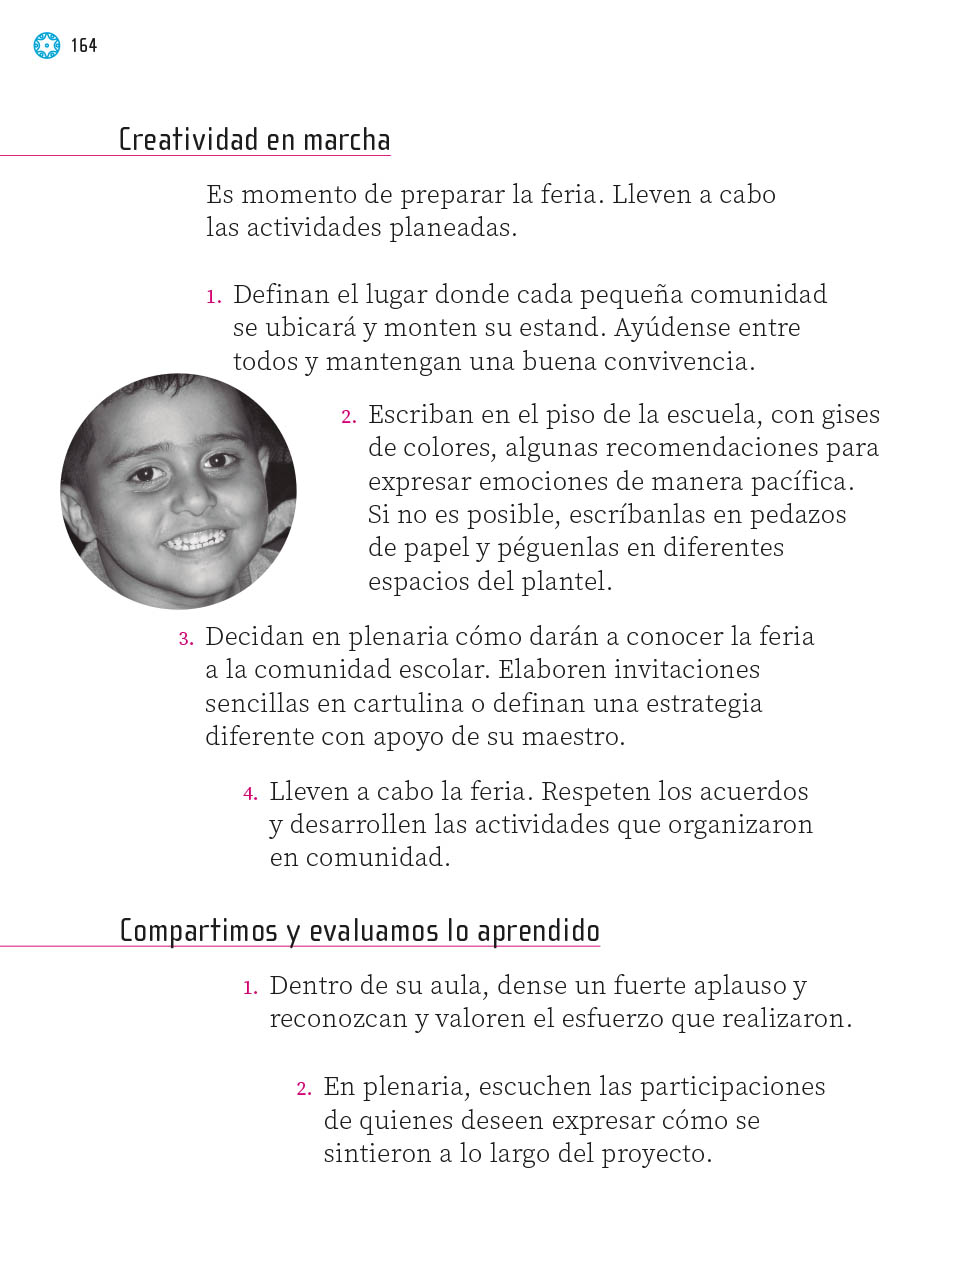 164
Creatividad en marcha
Es momento de preparar la feria. Lleven a cabo
las actividades planeadas.
1. Definan el lugar donde cada pequeña comunidad
se ubicará y monten su estand. Ayúdense entre
todos y mantengan una buena convivencia.
2. Escriban en el piso de la escuela, con gises
de colores, algunas recomendaciones para
expresar emociones de manera pacífica.
Si no es posible, escríbanlas en pedazos
de papel y péguenlas en diferentes
espacios del plantel.
3. Decidan en plenaria cómo darán a conocer la feria
a la comunidad escolar. Elaboren invitaciones
sencillas en cartulina o definan una estrategia
diferente con apoyo de su maestro.
4. Lleven a cabo la feria. Respeten los acuerdos
y desarrollen las actividades que organizaron
en comunidad.
Compartimos y evaluamos lo aprendido
1. Dentro de su aula, dense un fuerte aplauso y
reconozcan y valoren el esfuerzo que realizaron.
2. En plenaria, escuchen las participaciones
de quienes deseen expresar cómo se
sintieron a lo largo del proyecto.